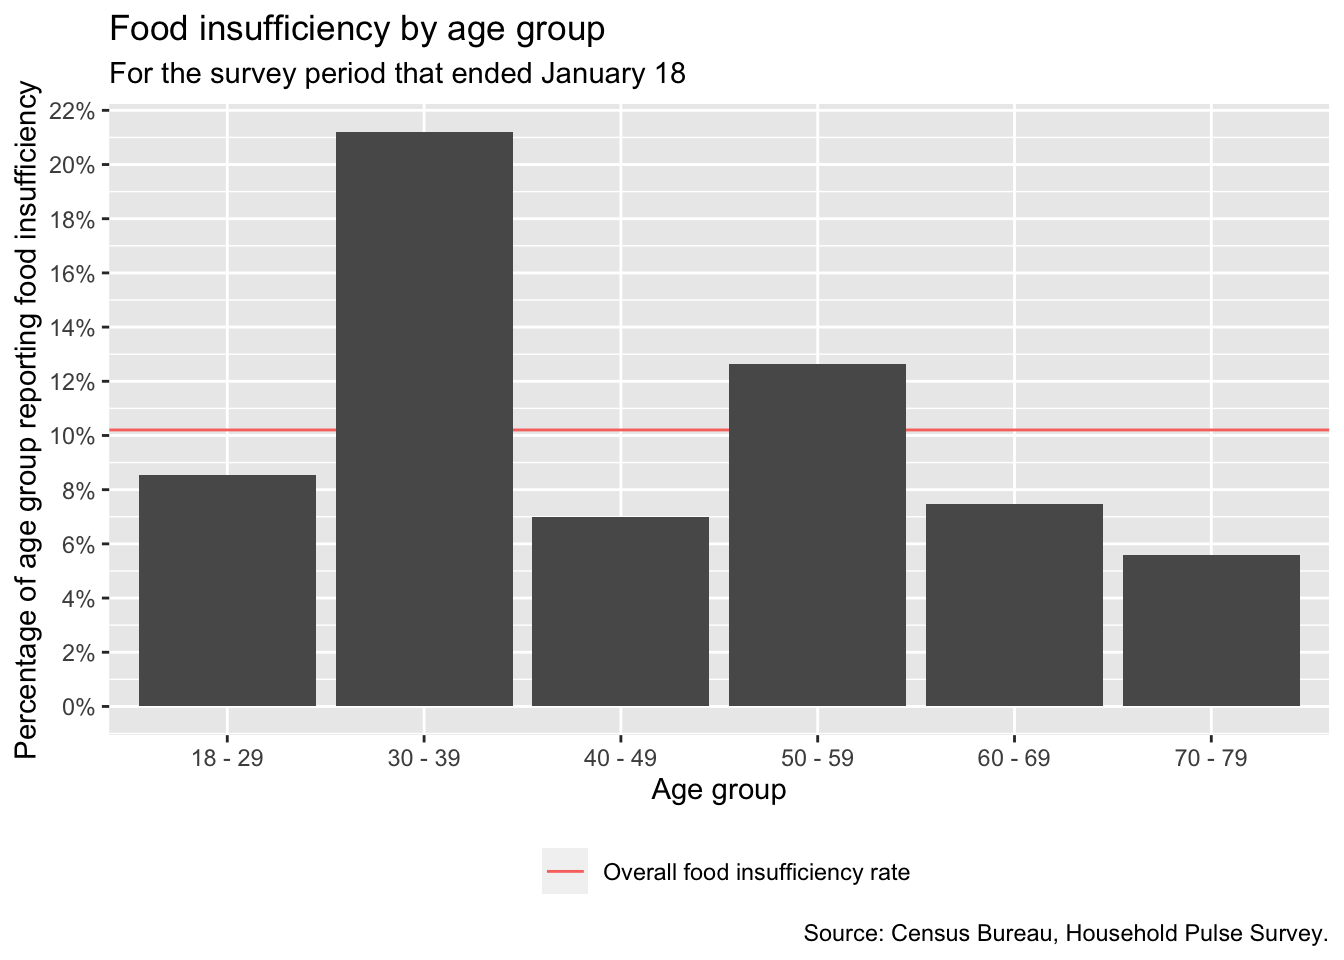 Food insufficiency by age group
For the survey period that ended January 18
Percentage of age group reporting food insufficiency
22%
20%
18%
16%
14%
12%
10%
8%
6%
4%
2%
0%
18 - 29
30 - 39
40 - 49
50 - 59
60 - 69
70 - 79
Age group
Overall food insufficiency rate
Source: Census Bureau, Household Pulse Survey.